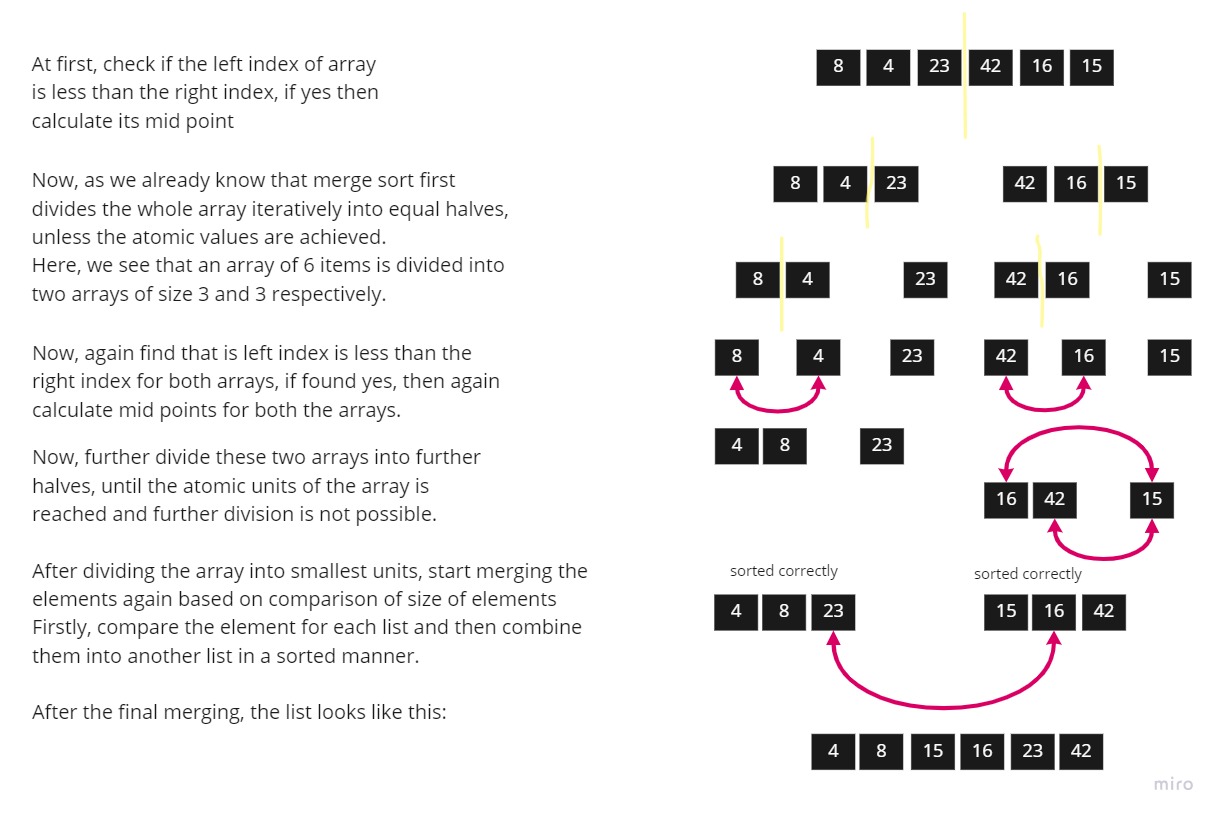 At first, check if the left index of array
is less than the right index, if yes then
calculate its mid point
Now, as we already know that merge sort first
divides the whole array iteratively into equal halves,
unless the atomic values are achieved.
Here, we see that an array of 6 items is divided into
two arrays of size 3 and 3 respectively.
Now, again find that is left index is less than the
right index for both arrays, if found yes, then again
calculate mid points for both the arrays.
Now, further divide these two arrays into further
halves, until the atomic units of the array is
reached and further division is not possible.
After dividing the array into smallest units, start merging the
elements again based on comparison of size of elements
Firstly, compare the element for each list and then combine
them into another list in a sorted manner.
After the final merging, the list looks like this:
8 4 23 42 16 15
8 4 23 42 16 15
8 4 23 42 16 15
8 4 23 42 16 15
4 8 23
16 42 15
sorted correctly sorted correctly
4 8 23 15 16 42
4 8 15 16 23 42
miro